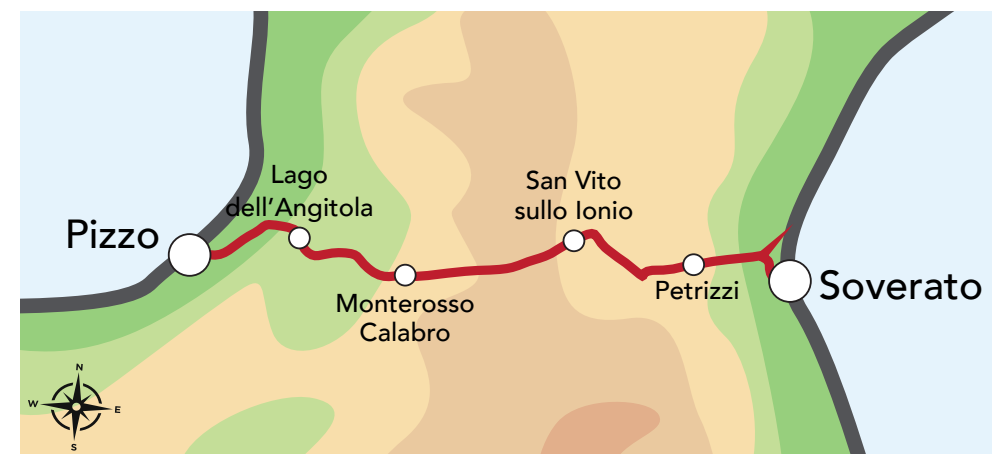 Lago
dell'Angitola
San Vito
sullo Ionio
Pizzo
Petrizzi
Soverato
Monterosso
Calabro
N
W
E
S